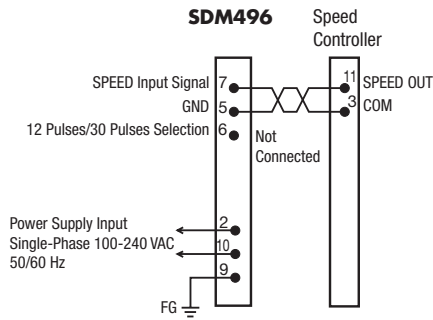 SDM496
Speed
Controller
SPEED Input Signal 7
11 SPEED OUT
GND 5
3 COM
12 Pulses/30 Pulses Selection 6
Not
Connected
Power Supply Input
Single-Phase 100-240 VAC
50/60 Hz
2
10
9
FG